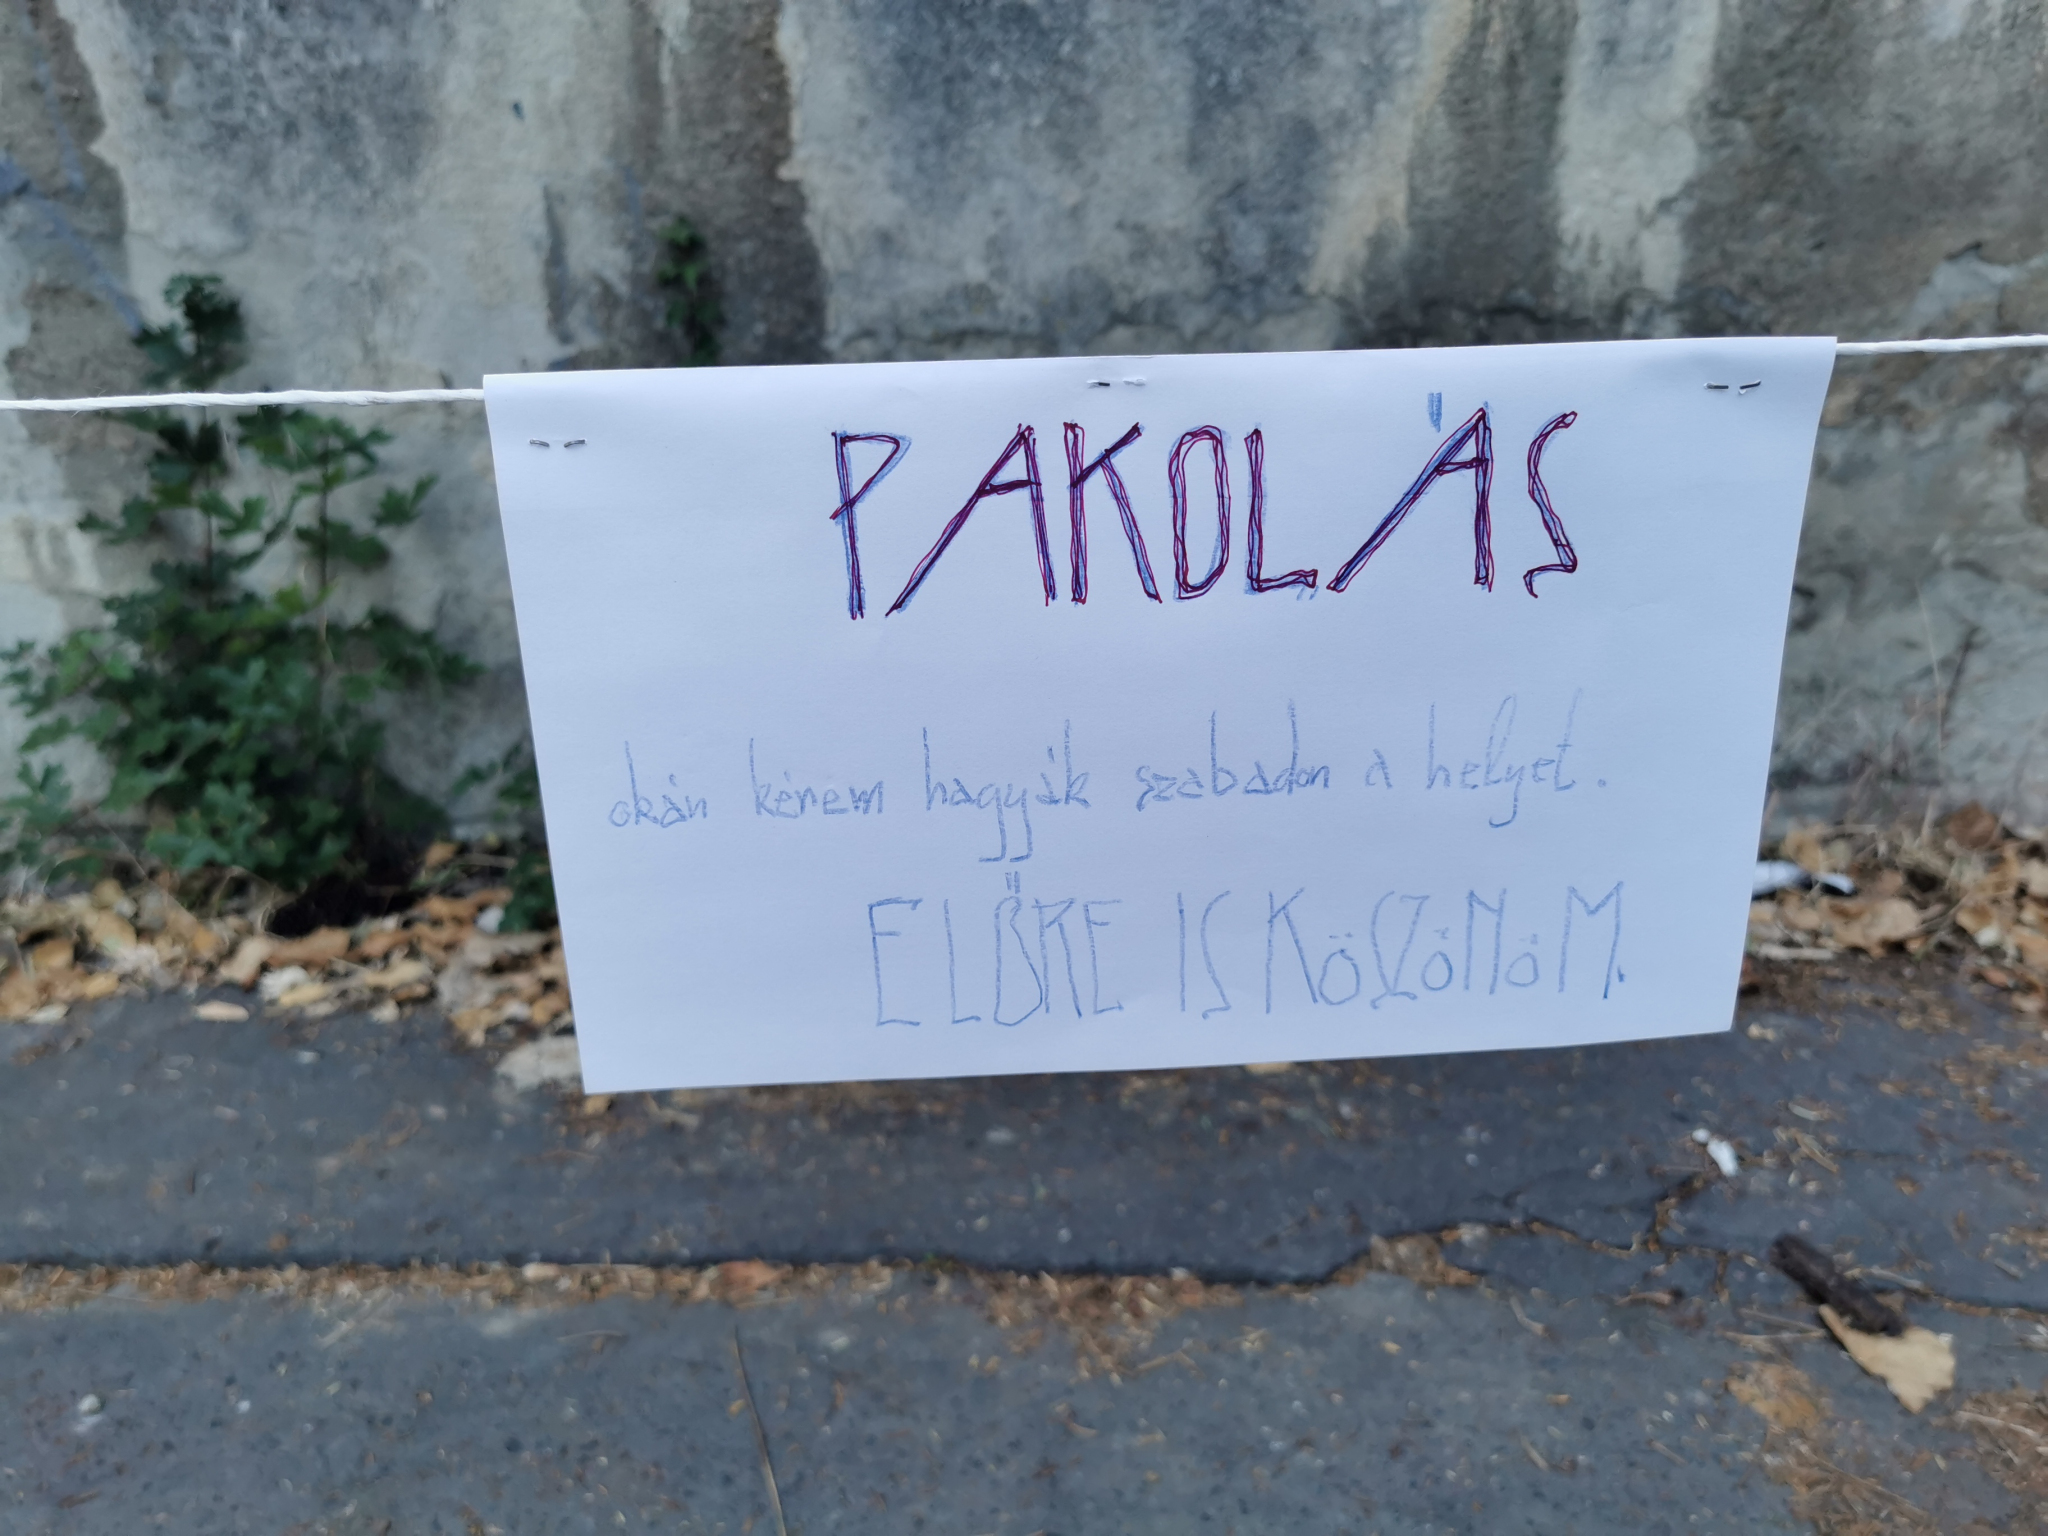 PAKOLÁS
okán kérem hagyják szabadon a helyet.
ELŐRE IS KÖSZÖNÖM.